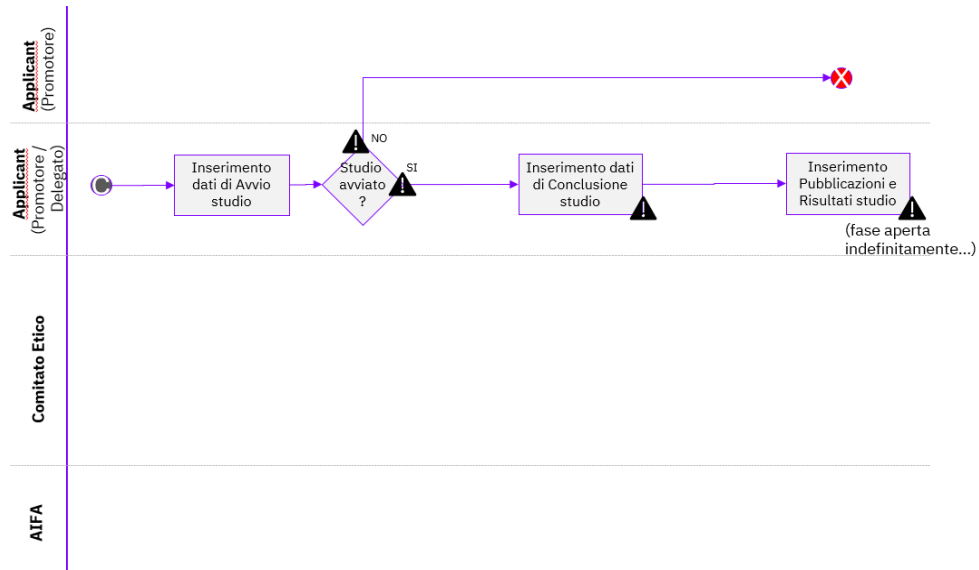 Applicant
(Promotore)
NO
Applicant
(Promotore /
Delegato)
C
Inserimento
dati di Avvio
studio
Studio
avviato
?
SI
Inserimento dati
di Conclusione
studio
Inserimento
Pubblicazioni e
Risultati studio
(fase aperta
indefinitamente...)
Comitato Etico
AIFA